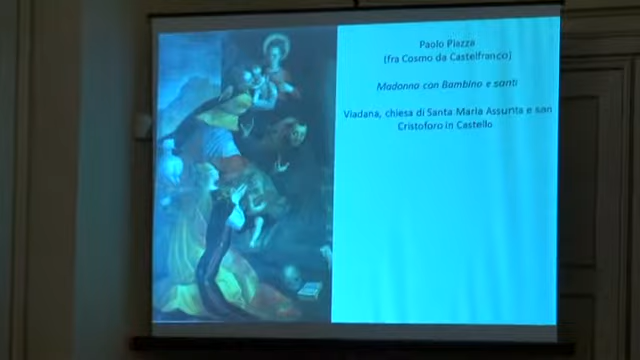 Paolo Piazza
(fra Cosmo da Castelfranco)
Madonna con Bambino e santi
Viadana, chiesa di Santa Maria Assunta e san
Cristoforo in Castello